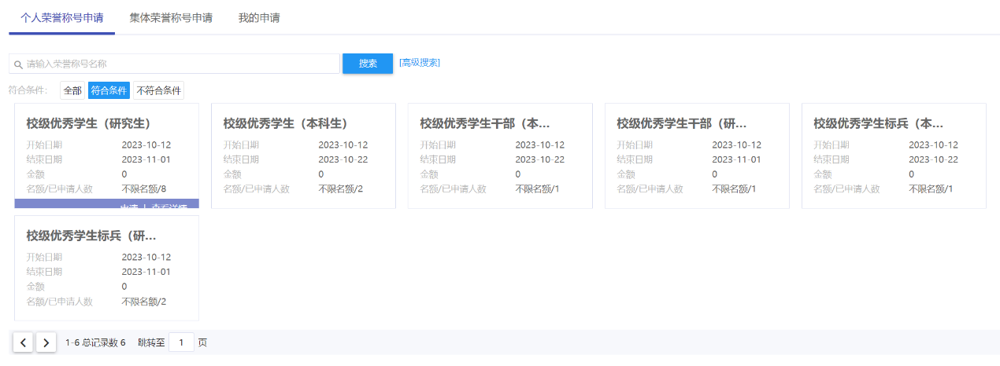 个人荣誉称号申请 集体荣誉称号申请 我的申请
请输入荣誉称号名称 搜索 [高级搜索]
符合条件： 全部 符合条件 不符合条件
校级优秀学生（研究生）
开始日期 2023-10-12
结束日期 2023-11-01
金额 0
名额/已申请人数 不限名额/8
申请 | 查看详情
校级优秀学生（本科生）
开始日期 2023-10-12
结束日期 2023-10-22
金额 0
名额/已申请人数 不限名额/2
校级优秀学生干部（本...
开始日期 2023-10-12
结束日期 2023-10-22
金额 0
名额/已申请人数 不限名额/1
校级优秀学生干部（研...
开始日期 2023-10-12
结束日期 2023-11-01
金额 0
名额/已申请人数 不限名额/1
校级优秀学生标兵（本...
开始日期 2023-10-12
结束日期 2023-10-22
金额 0
名额/已申请人数 不限名额/1
校级优秀学生标兵（研...
开始日期 2023-10-12
结束日期 2023-11-01
金额 0
名额/已申请人数 不限名额/2
1-6 总记录数 6 跳转至 1 页